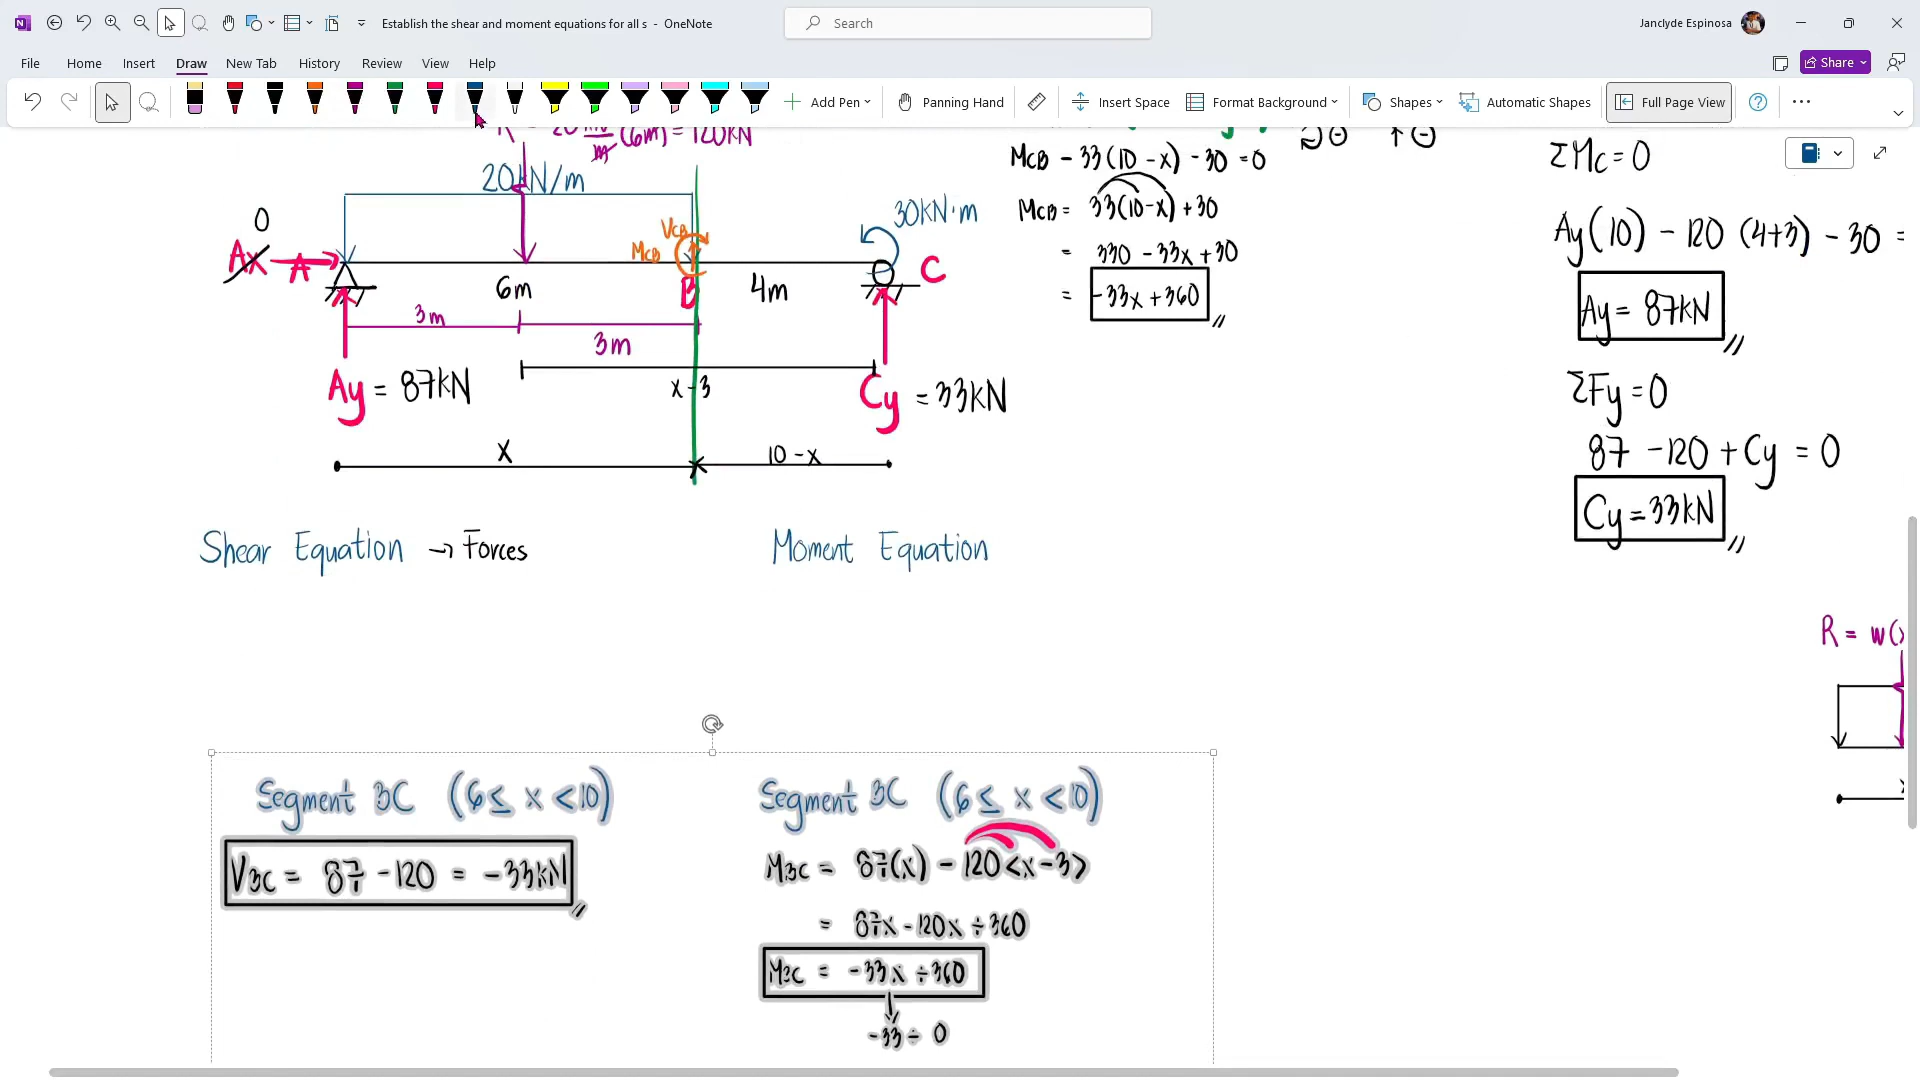 Establish the shear and moment equations for all s - OneNote
Search
Janclyde Espinosa
File Home Insert Draw New Tab History Review View Help
Share
Add Pen
Panning Hand
Insert Space
Format Background
Shapes
Automatic Shapes
Full Page View
(6m) = 120KN
20kN/m
0
Ax
A
VCB
MCB
30KN·m
C
6m
B
4m
3m
3m
x-3
Ay = 87KN
Cy = 33KN
X
10-x
MCB - 33(10-x) - 30 = 0
MCB = 33(10-x) + 30
= 330 - 33x + 30
= -33x + 360
ΣMc = 0
Ay(10) - 120 (4+3) - 30 =
Ay = 87KN
ΣFy = 0
87 - 120 + Cy = 0
Cy = 33KN
Shear Equation → Forces
Moment Equation
R = w(
Segment BC (6 ≤ x < 10)
VBC = 87 - 120 = -33KN
Segment BC (6 ≤ x < 10)
MBC = 87(x) - 120<x-3>
= 87x - 120x + 360
MBC = -33x + 360
-33 ÷ 0